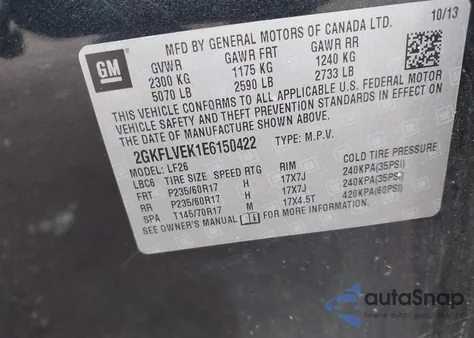 10/13
MFD BY GENERAL MOTORS OF CANADA LTD.
GM
GVWR GAWR FRT GAWR RR
2300 KG 1175 KG 1240 KG
5070 LB 2590 LB 2733 LB
THIS VEHICLE CONFORMS TO ALL APPLICABLE U.S. FEDERAL MOTOR
VEHICLE SAFETY AND THEFT PREVENTION STANDARDS IN
EFFECT ON THE DATE OF MANUFACTURE SHOWN ABOVE.
2GKFLVEK1E6150422 TYPE: M.P.V.
MODEL: LF26
LBC6 TIRE SIZE SPEED RTG RIM COLD TIRE PRESSURE
FRT P235/60R17 H 17X7J 240KPA(35PSI)
RR P235/60R17 H 17X7J 240KPA(35PSI)
SPA T145/70R17 M 17X4.5T 420KPA(60PSI)
SEE OWNER'S MANUAL FOR ADDITIONAL INFORMATION.
autoSnap